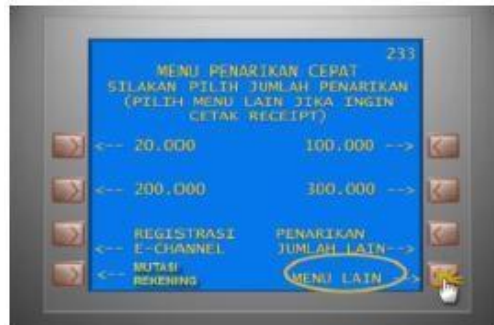 233
MENU PENARIKAN CEPAT
SILAKAN PILIH JUMLAH PENARIKAN
(PILIH MENU LAIN JIKA INGIN
CETAK RECEIPT)
<-- 20.000 100.000 -->
<-- 200.000 300.000 -->
REGISTRASI PENARIKAN
<-- E-CHANNEL JUMLAH LAIN-->
MUTASI
<-- REKENING MENU LAIN -->